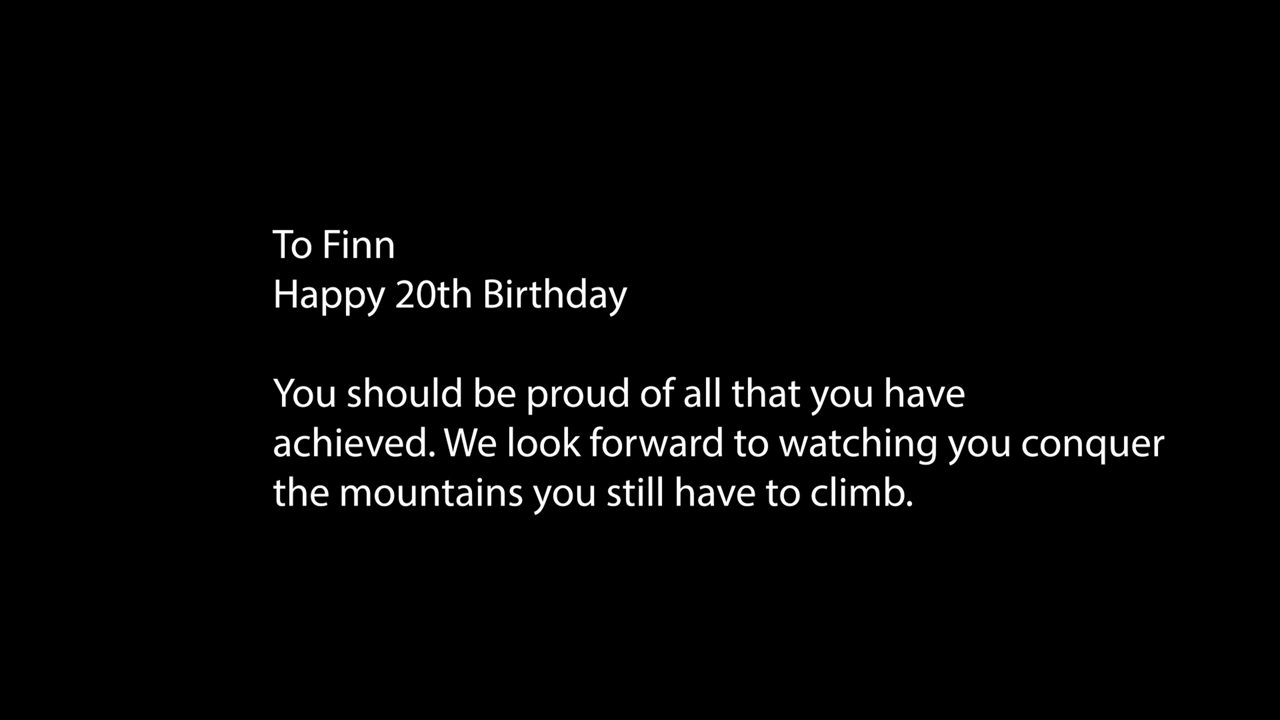 To Finn
Happy 20th Birthday
You should be proud of all that you have
achieved. We look forward to watching you conquer
the mountains you still have to climb.